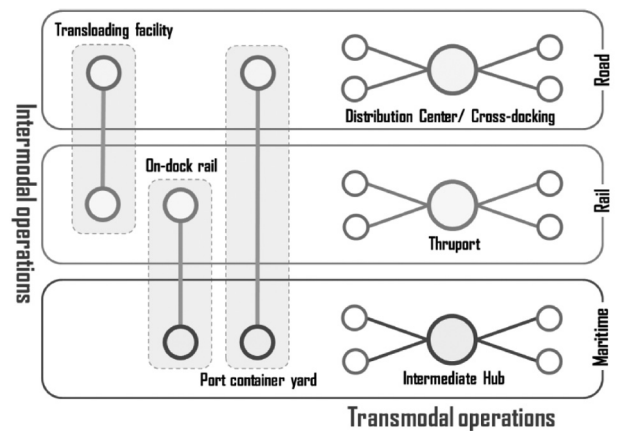 Transloading facility
Road
Distribution Center/ Cross-docking
Intermodal operations
On-dock rail
Rail
Thruport
Maritime
Port container yard
Intermediate Hub
Transmodal operations